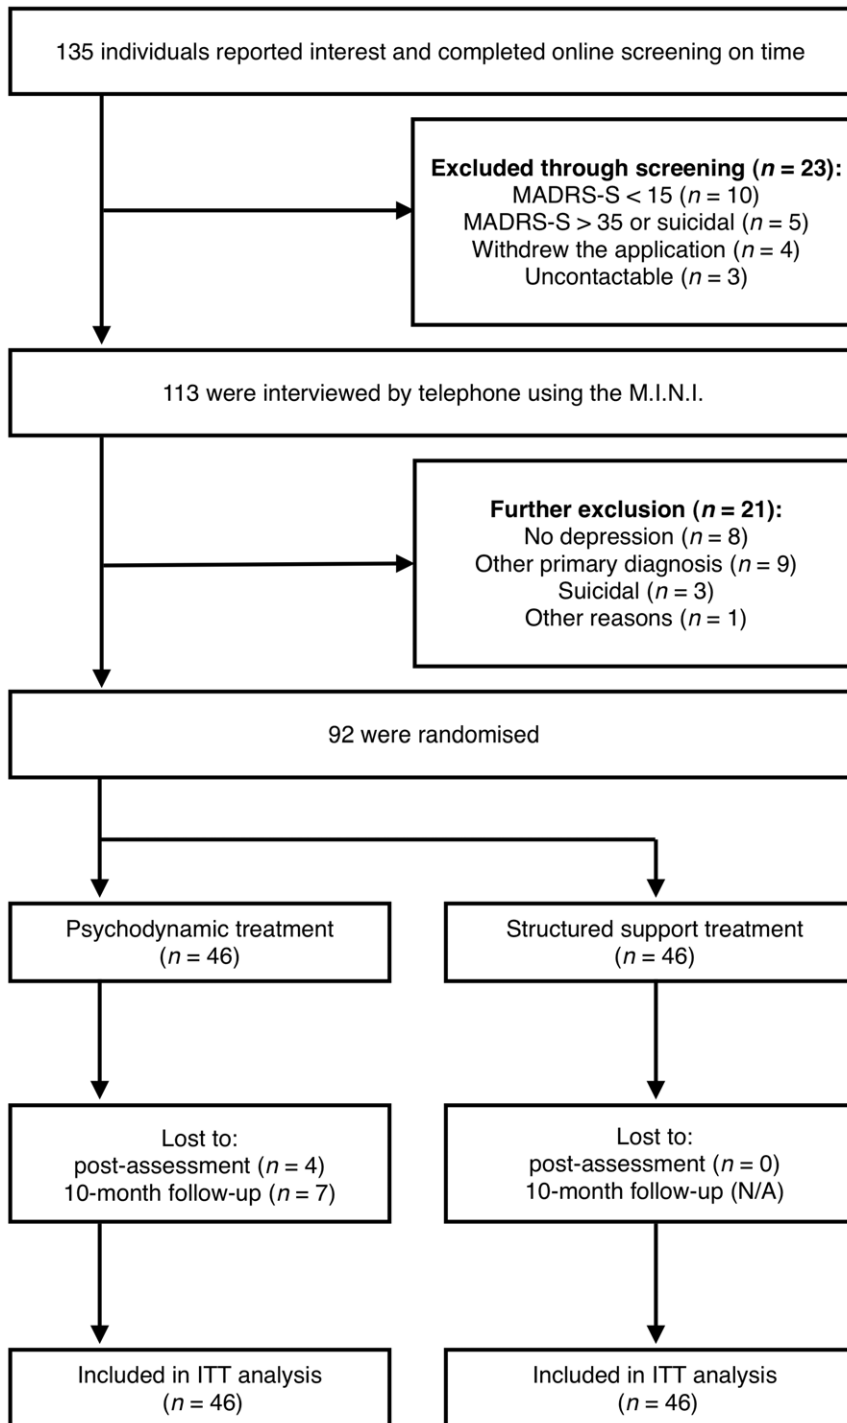 135 individuals reported interest and completed online screening on time
Excluded through screening (n = 23):
MADRS-S < 15 (n = 10)
MADRS-S > 35 or suicidal (n = 5)
Withdrew the application (n = 4)
Uncontactable (n = 3)
113 were interviewed by telephone using the M.I.N.I.
Further exclusion (n = 21):
No depression (n = 8)
Other primary diagnosis (n = 9)
Suicidal (n = 3)
Other reasons (n = 1)
92 were randomised
Psychodynamic treatment
(n = 46)
Structured support treatment
(n = 46)
Lost to:
post-assessment (n = 4)
10-month follow-up (n = 7)
Lost to:
post-assessment (n = 0)
10-month follow-up (N/A)
Included in ITT analysis
(n = 46)
Included in ITT analysis
(n = 46)